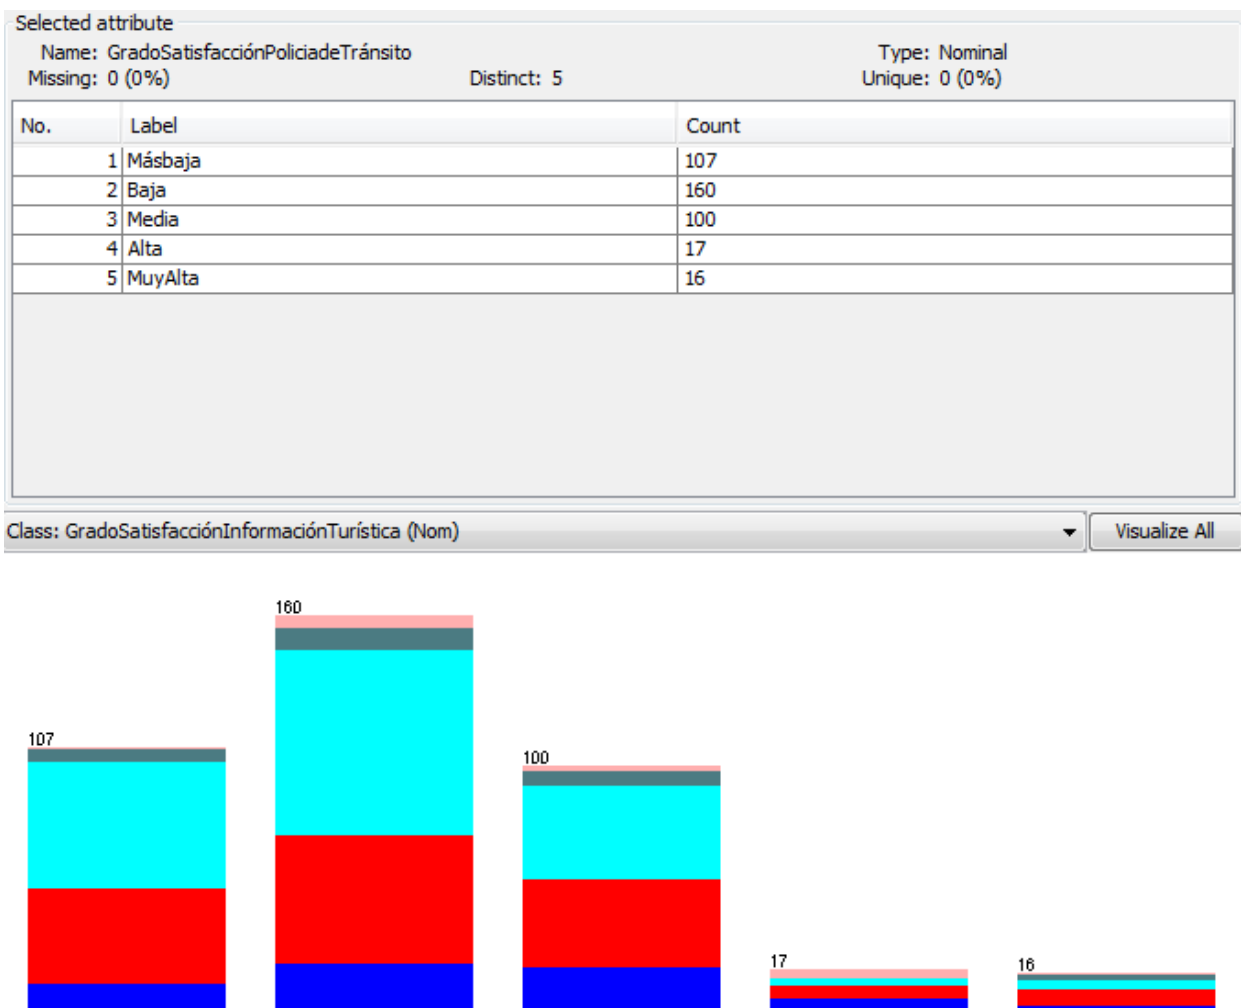 Selected attribute
Name: GradoSatisfacciónPoliciadeTránsito Type: Nominal
Missing: 0 (0%) Distinct: 5 Unique: 0 (0%)
No. Label Count
1 Másbaja 107
2 Baja 160
3 Media 100
4 Alta 17
5 MuyAlta 16
Class: GradoSatisfacciónInformaciónTurística (Nom) Visualize All
160
107
100
17
16